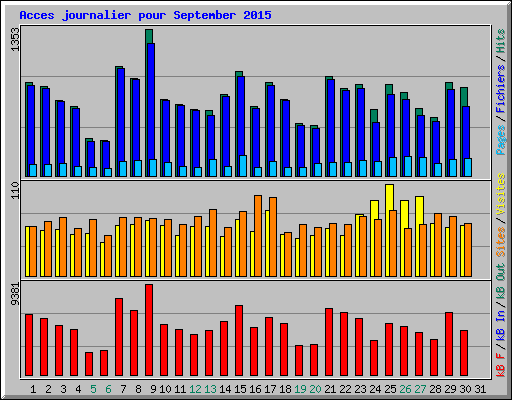 Acces journalier pour September 2015
1353
Pages / Fichiers / Hits
110
Sites / Visites
9381
kB F / kB In / kB Out
1 2 3 4 5 6 7 8 9 10 11 12 13 14 15 16 17 18 19 20 21 22 23 24 25 26 27 28 29 30 31